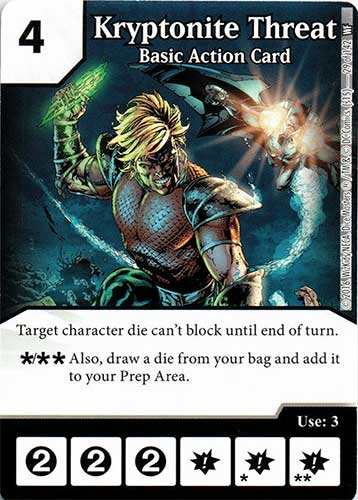 4
Kryptonite Threat
Basic Action Card
Target character die can't block until end of turn.
*/** Also, draw a die from your bag and add it
to your Prep Area.
Use: 3
2 2 2 ! ! !
* **